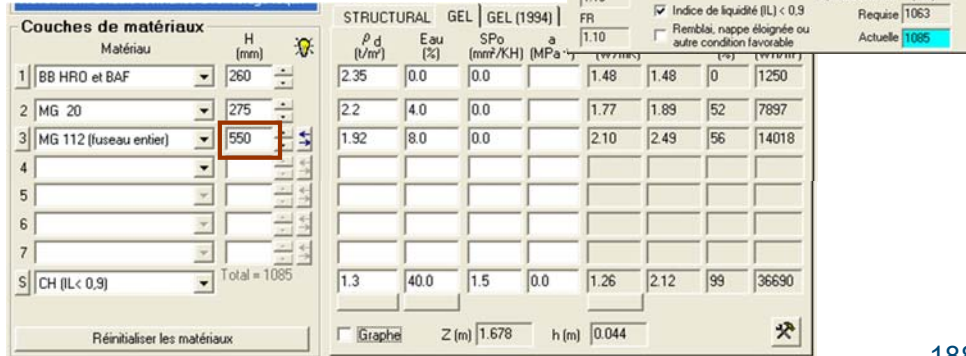 Couches de matériaux
Matériau H (mm)
1 BB HRO et BAF 260
2 MG 20 275
3 MG 112 (fuseau entier) 550
4
5
6
7
Total = 1085
S CH (IL< 0,9)
Réinitialiser les matériaux
STRUCTURAL GEL GEL (1994)
ρd (t/m³) Eau (%) SPo (mm²/KH) a (MPa⁻¹)
2.35 0.0 0.0 1.48 1.48 0 1250
2.2 4.0 0.0 1.77 1.89 52 7897
1.92 8.0 0.0 2.10 2.49 56 14018
1.3 40.0 1.5 0.0 1.26 2.12 99 36690
Graphe Z (m) 1.678 h (m) 0.044
FR
1.10
Indice de liquidité (IL) < 0,9
Remblai, nappe éloignée ou
autre condition favorable
Requise 1063
Actuelle 1085